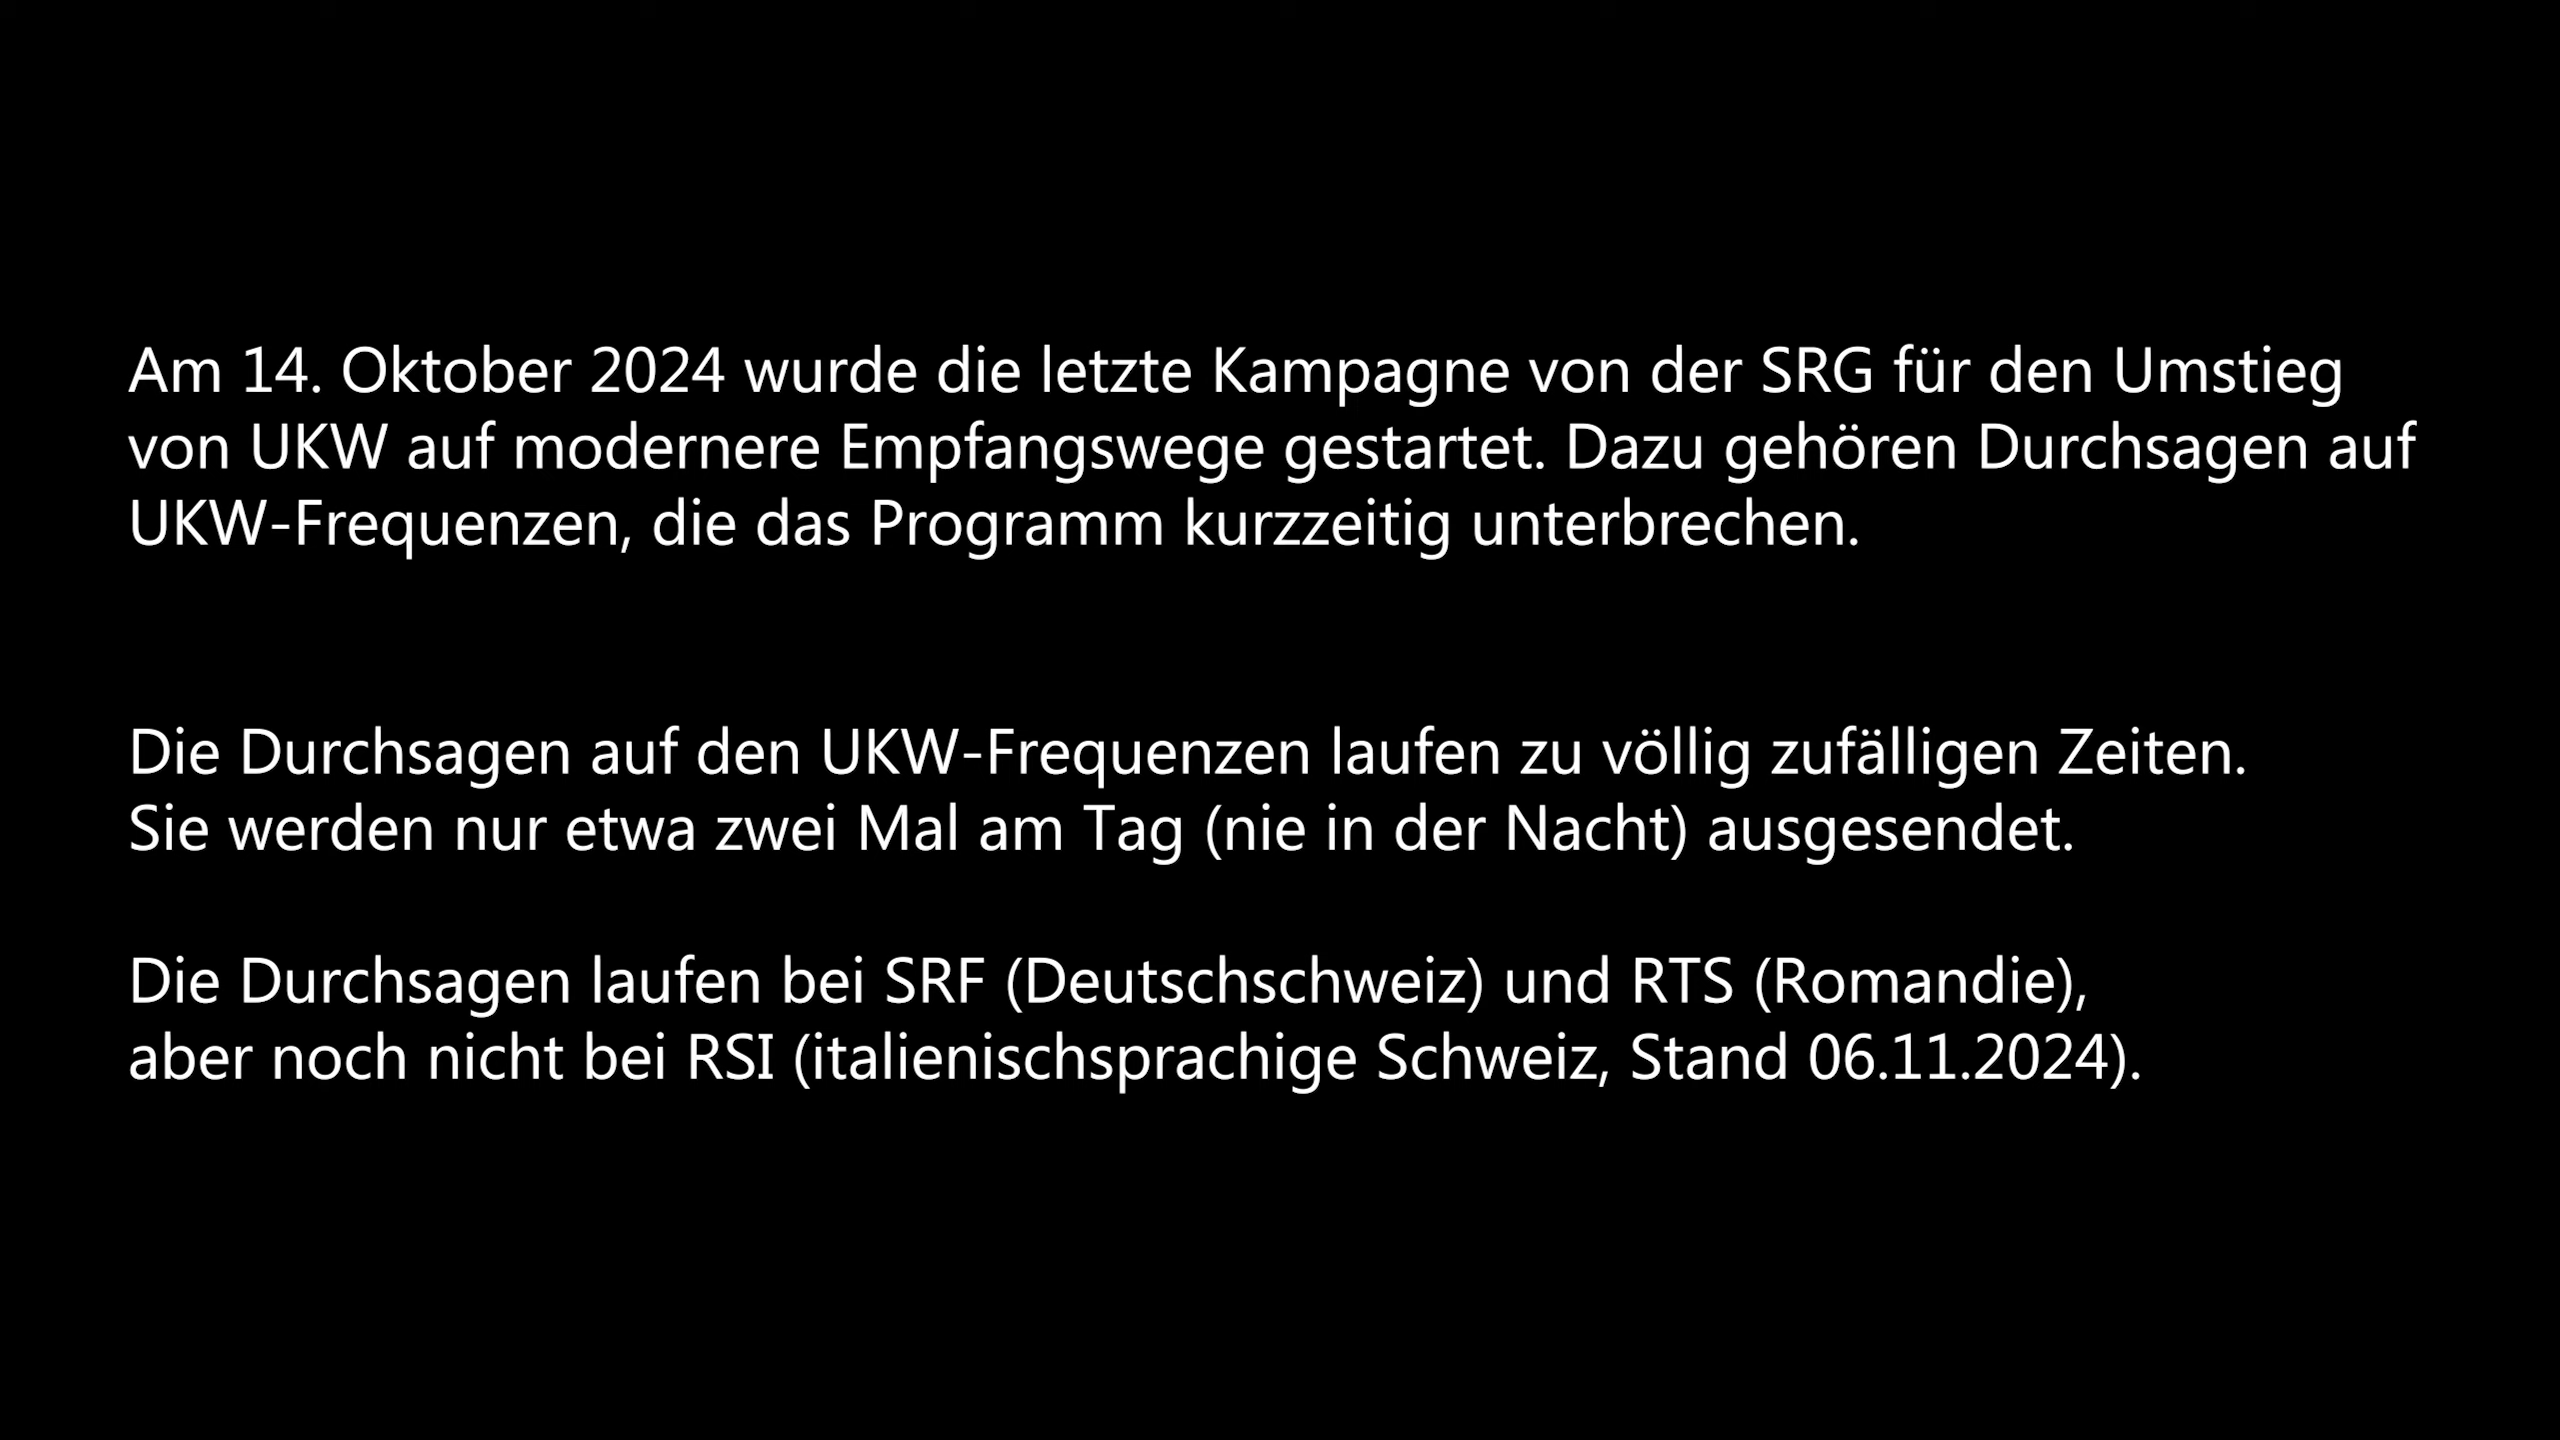 Am 14. Oktober 2024 wurde die letzte Kampagne von der SRG für den Umstieg
von UKW auf modernere Empfangswege gestartet. Dazu gehören Durchsagen auf
UKW-Frequenzen, die das Programm kurzzeitig unterbrechen.
Die Durchsagen auf den UKW-Frequenzen laufen zu völlig zufälligen Zeiten.
Sie werden nur etwa zwei Mal am Tag (nie in der Nacht) ausgesendet.
Die Durchsagen laufen bei SRF (Deutschschweiz) und RTS (Romandie),
aber noch nicht bei RSI (italienischsprachige Schweiz, Stand 06.11.2024).